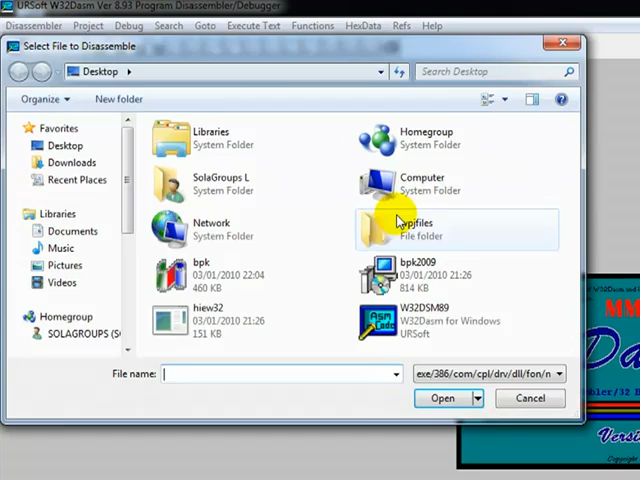 URSoft W32Dasm Ver 8.93 Program Disassembler/Debugger
Disassembler Project Debug Search Goto Execute Text Functions HexData Refs Help
Select File to Disassemble
Desktop
Search Desktop
Organize New folder
Favorites
Desktop
Downloads
Recent Places
Libraries
Documents
Music
Pictures
Videos
Homegroup
Libraries
System Folder
Homegroup
System Folder
SolaGroups L
System Folder
Computer
System Folder
Network
System Folder
wpjfiles
File folder
bpk
03/01/2010 22:04
460 KB
bpk2009
03/01/2010 21:26
814 KB
hiew32
03/01/2010 21:26
151 KB
W32DSM89
W32Dasm for Windows
URSoft
File name:
exe/386/com/cpl/drv/dll/fon/n
Open
Cancel
Asm
Code